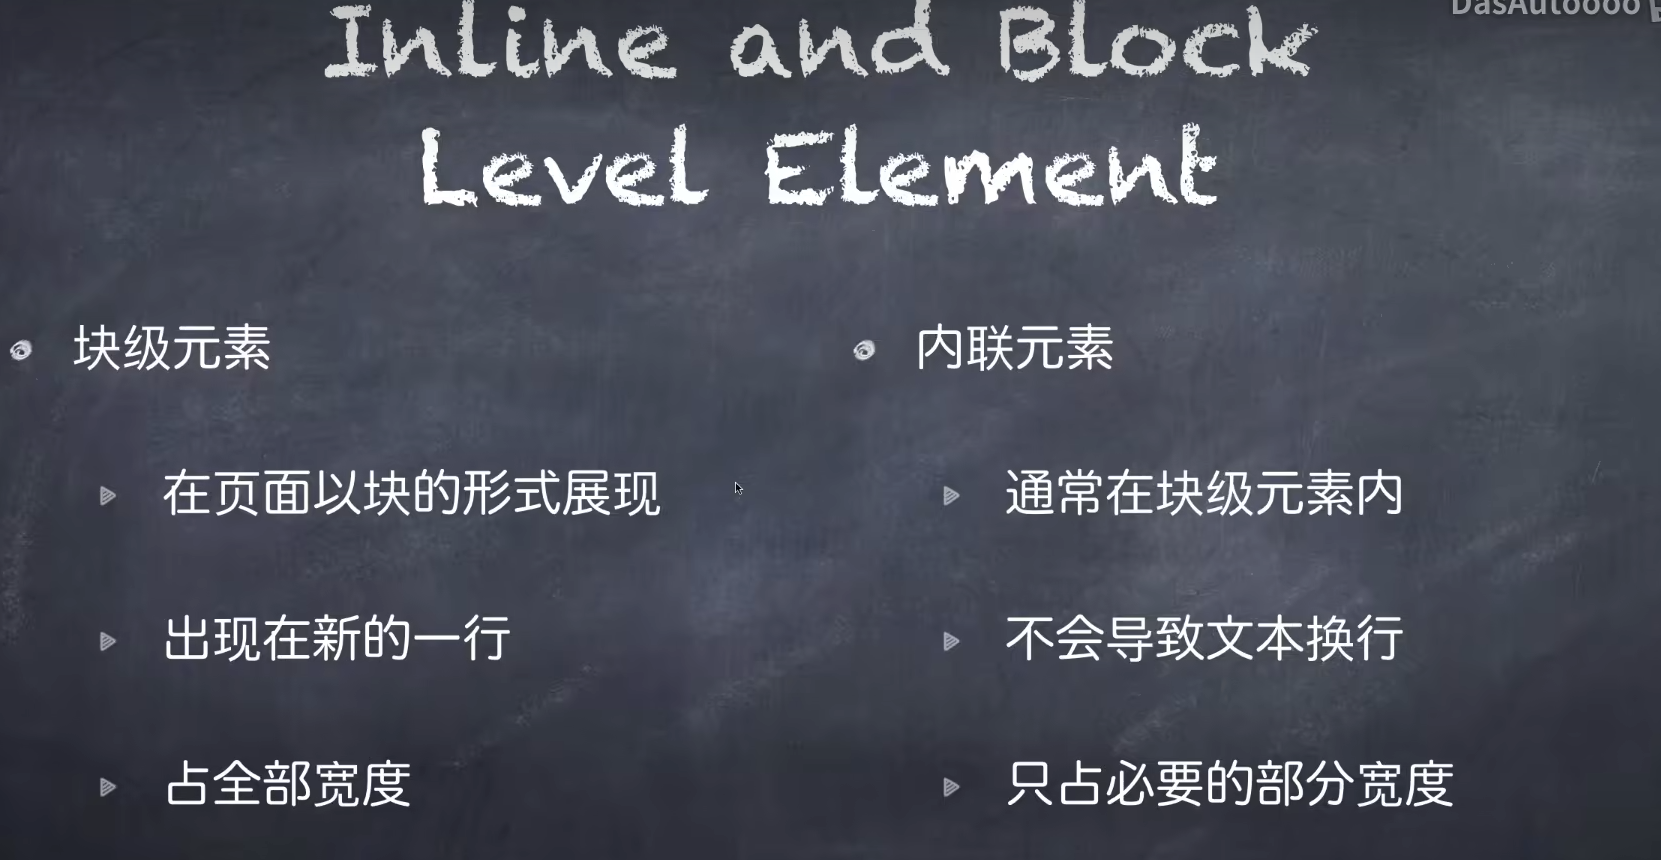 DasAutoooo
Inline and Block
Level Element
块级元素
在页面以块的形式展现
出现在新的一行
占全部宽度
内联元素
通常在块级元素内
不会导致文本换行
只占必要的部分宽度